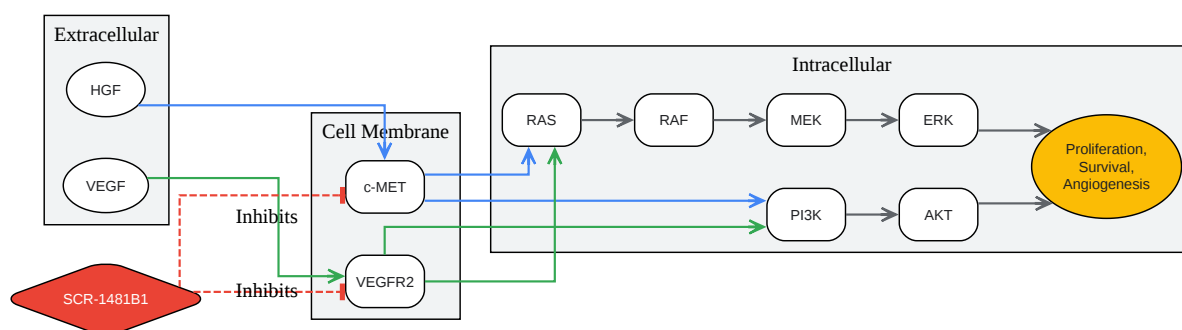 Extracellular
HGF
VEGF
SCR-1481B1
Inhibits
Inhibits
Cell Membrane
c-MET
VEGFR2
Intracellular
RAS
RAF
MEK
ERK
PI3K
AKT
Proliferation,
Survival,
Angiogenesis